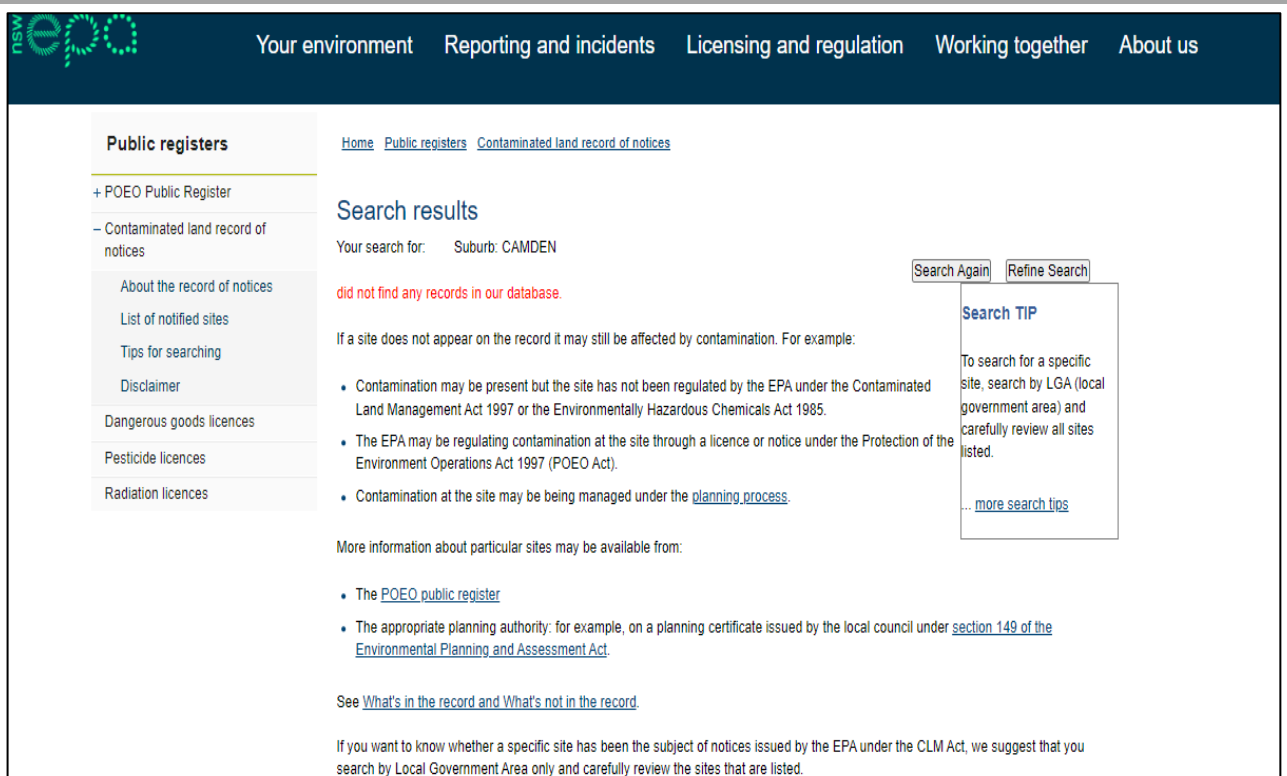 nsw epa
Your environment Reporting and incidents Licensing and regulation Working together About us
Public registers
+ POEO Public Register
– Contaminated land record of
notices
About the record of notices
List of notified sites
Tips for searching
Disclaimer
Dangerous goods licences
Pesticide licences
Radiation licences
Home Public registers Contaminated land record of notices
Search results
Your search for: Suburb: CAMDEN
Search Again Refine Search
did not find any records in our database.
If a site does not appear on the record it may still be affected by contamination. For example:
• Contamination may be present but the site has not been regulated by the EPA under the Contaminated
Land Management Act 1997 or the Environmentally Hazardous Chemicals Act 1985.
• The EPA may be regulating contamination at the site through a licence or notice under the Protection of the
Environment Operations Act 1997 (POEO Act).
• Contamination at the site may be being managed under the planning process.
Search TIP
To search for a specific
site, search by LGA (local
government area) and
carefully review all sites
listed.
... more search tips
More information about particular sites may be available from:
• The POEO public register
• The appropriate planning authority: for example, on a planning certificate issued by the local council under section 149 of the
Environmental Planning and Assessment Act.
See What's in the record and What's not in the record.
If you want to know whether a specific site has been the subject of notices issued by the EPA under the CLM Act, we suggest that you
search by Local Government Area only and carefully review the sites that are listed.